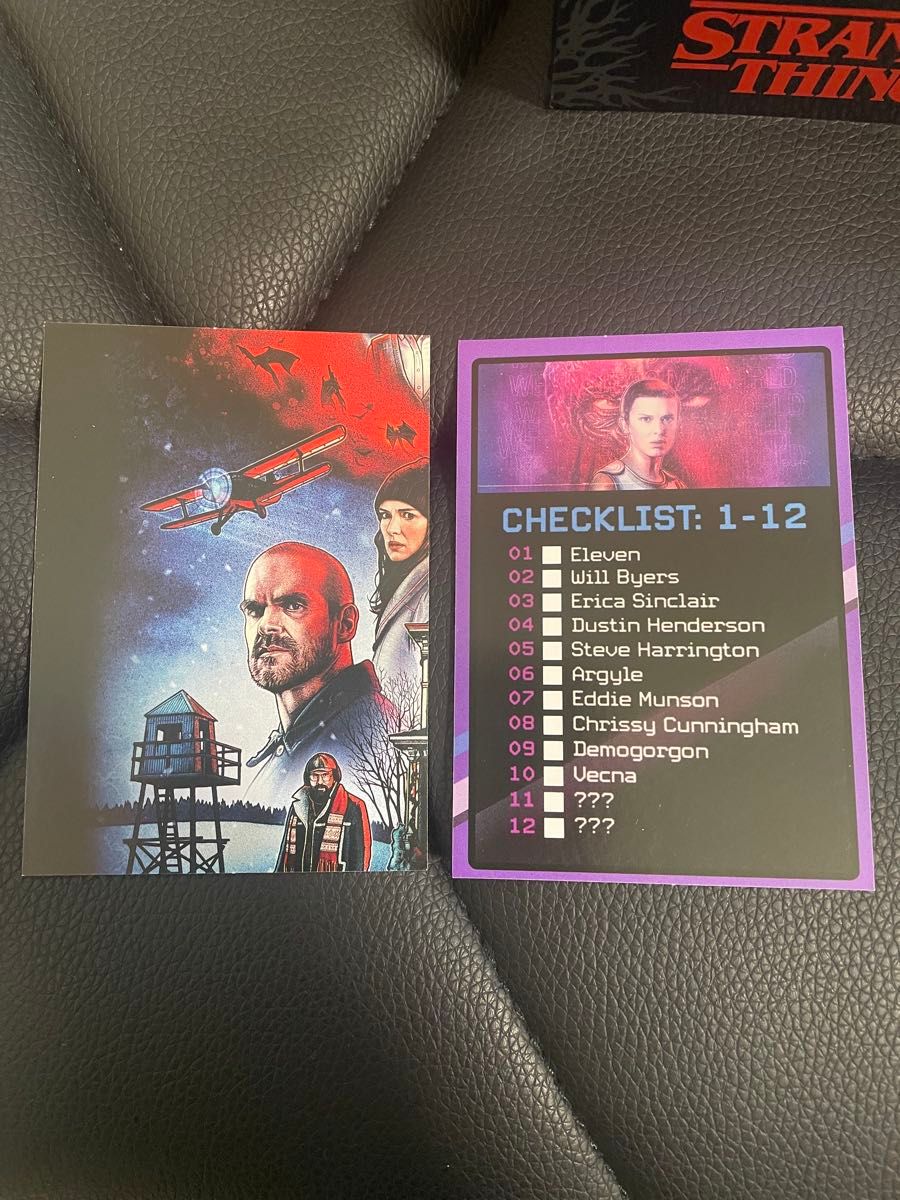 STRAN
THING
CHECKLIST: 1-12
01 Eleven
02 Will Byers
03 Erica Sinclair
04 Dustin Henderson
05 Steve Harrington
06 Argyle
07 Eddie Munson
08 Chrissy Cunningham
09 Demogorgon
10 Vecna
11 ???
12 ???